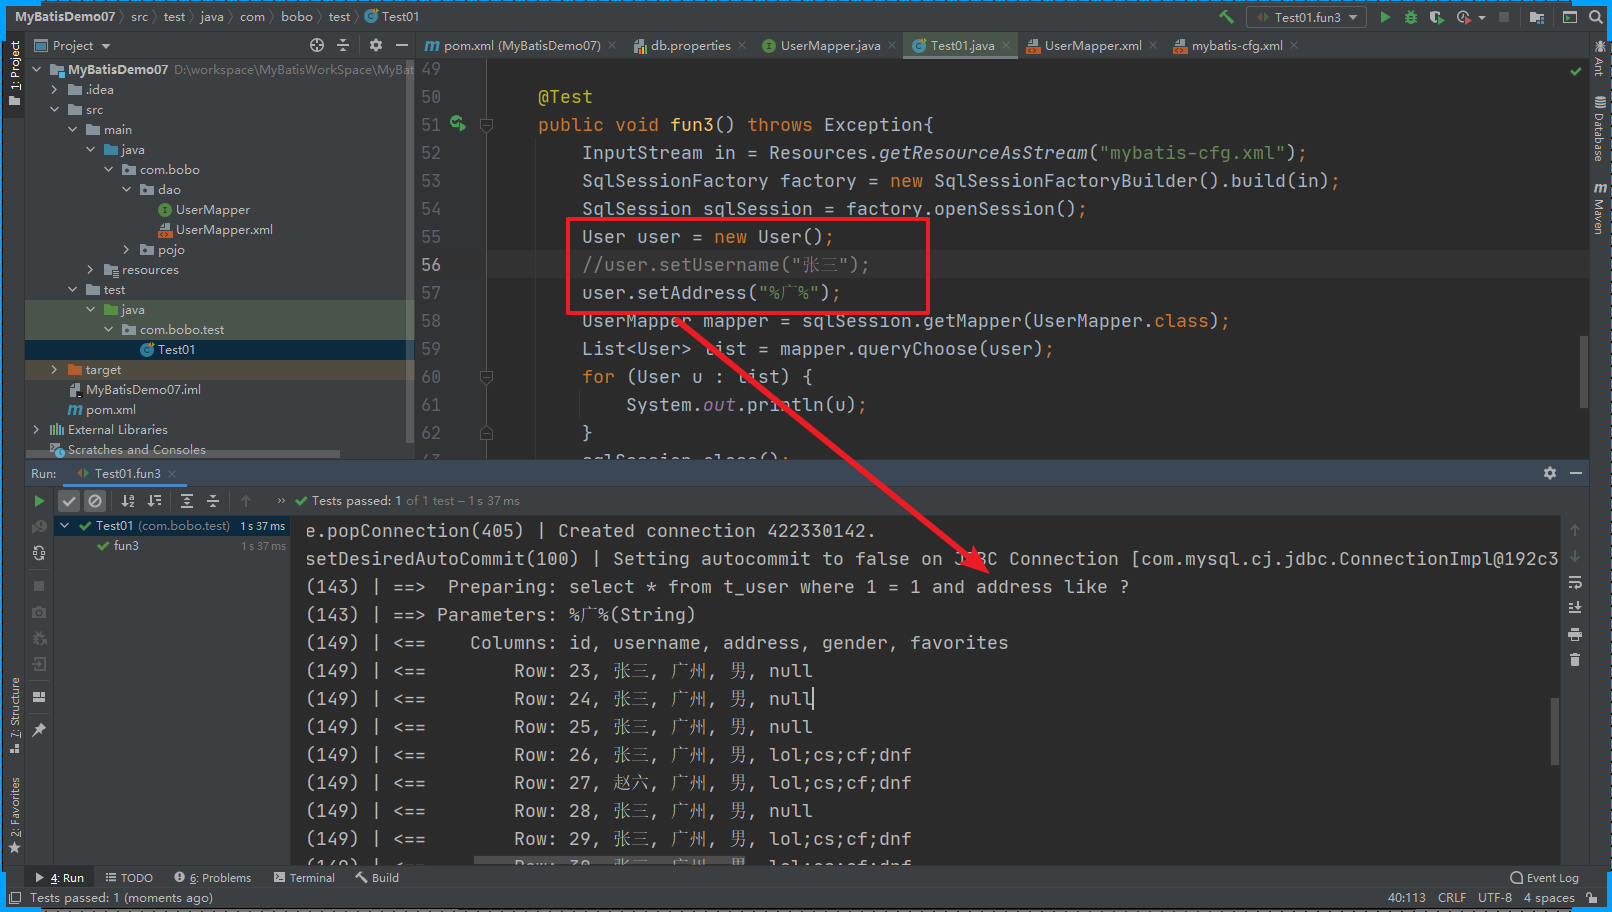 MyBatisDemo07 src test java com bobo test Test01
Test01.fun3
1: Project
Project
pom.xml (MyBatisDemo07)
db.properties
UserMapper.java
Test01.java
UserMapper.xml
mybatis-cfg.xml
MyBatisDemo07 D:\workspace\MyBatisWorkSpace\MyBat
.idea
src
main
java
com.bobo
dao
UserMapper
UserMapper.xml
pojo
resources
test
java
com.bobo.test
Test01
target
MyBatisDemo07.iml
pom.xml
External Libraries
Scratches and Consoles
49
50 @Test
51 public void fun3() throws Exception{
52 InputStream in = Resources.getResourceAsStream("mybatis-cfg.xml");
53 SqlSessionFactory factory = new SqlSessionFactoryBuilder().build(in);
54 SqlSession sqlSession = factory.openSession();
55 User user = new User();
56 //user.setUsername("张三");
57 user.setAddress("%广%");
58 UserMapper mapper = sqlSession.getMapper(UserMapper.class);
59 List<User> list = mapper.queryChoose(user);
60 for (User u : list) {
61 System.out.println(u);
62 }
63 sqlSession.close();
Ant
Database
Maven
Run: Test01.fun3
Tests passed: 1 of 1 test – 1 s 37 ms
Test01 (com.bobo.test) 1 s 37 ms
fun3 1 s 37 ms
e.popConnection(405) | Created connection 422330142.
setDesiredAutoCommit(100) | Setting autocommit to false on JDBC Connection [com.mysql.cj.jdbc.ConnectionImpl@192c3
(143) | ==>  Preparing: select * from t_user where 1 = 1 and address like ?
(143) | ==> Parameters: %广%(String)
(149) | <==    Columns: id, username, address, gender, favorites
(149) | <==        Row: 23, 张三, 广州, 男, null
(149) | <==        Row: 24, 张三, 广州, 男, null
(149) | <==        Row: 25, 张三, 广州, 男, null
(149) | <==        Row: 26, 张三, 广州, 男, lol;cs;cf;dnf
(149) | <==        Row: 27, 赵六, 广州, 男, lol;cs;cf;dnf
(149) | <==        Row: 28, 张三, 广州, 男, null
(149) | <==        Row: 29, 张三, 广州, 男, lol;cs;cf;dnf
(149) | <==        Row: 30, 张三, 广州, 男, lol;cs;cf;dnf
7: Structure
2: Favorites
4: Run
TODO
6: Problems
Terminal
Build
Event Log
Tests passed: 1 (moments ago)
40:113 CRLF UTF-8 4 spaces